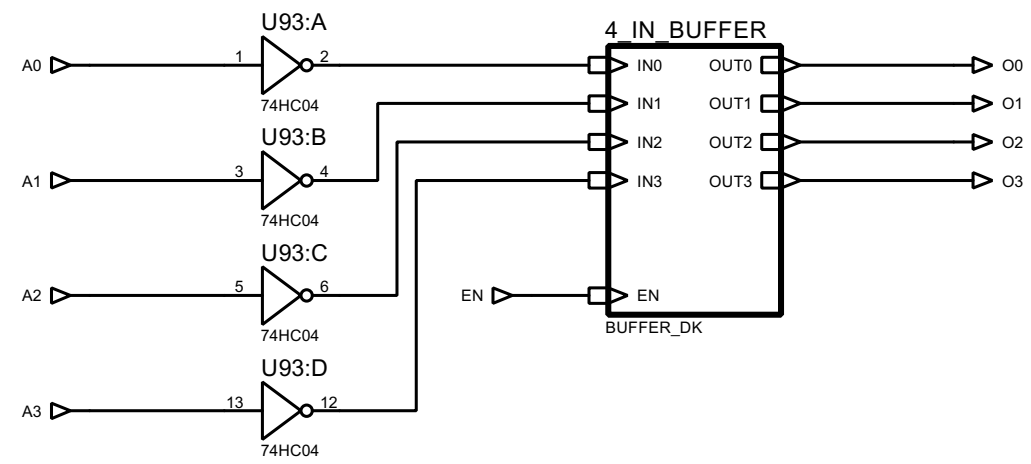 U93:A
4_IN_BUFFER
A0 1 2 IN0 OUT0 O0
74HC04
IN1 OUT1 O1
U93:B
IN2 OUT2 O2
A1 3 4 IN3 OUT3 O3
74HC04
U93:C
A2 5 6 EN EN
74HC04
BUFFER_DK
U93:D
A3 13 12
74HC04